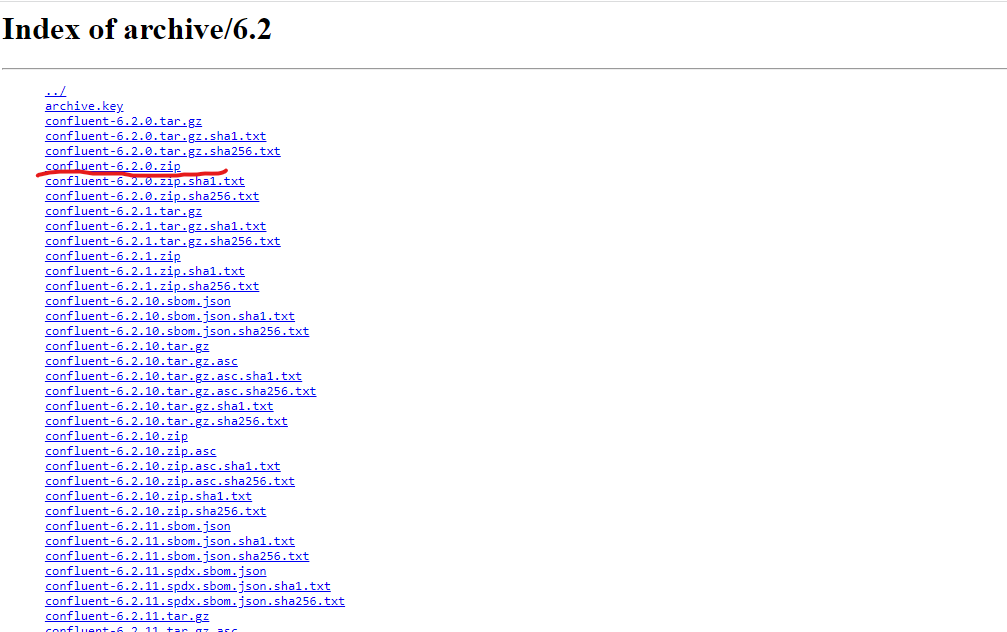 Index of archive/6.2
../
archive.key
confluent-6.2.0.tar.gz
confluent-6.2.0.tar.gz.sha1.txt
confluent-6.2.0.tar.gz.sha256.txt
confluent-6.2.0.zip
confluent-6.2.0.zip.sha1.txt
confluent-6.2.0.zip.sha256.txt
confluent-6.2.1.tar.gz
confluent-6.2.1.tar.gz.sha1.txt
confluent-6.2.1.tar.gz.sha256.txt
confluent-6.2.1.zip
confluent-6.2.1.zip.sha1.txt
confluent-6.2.1.zip.sha256.txt
confluent-6.2.10.sbom.json
confluent-6.2.10.sbom.json.sha1.txt
confluent-6.2.10.sbom.json.sha256.txt
confluent-6.2.10.tar.gz
confluent-6.2.10.tar.gz.asc
confluent-6.2.10.tar.gz.asc.sha1.txt
confluent-6.2.10.tar.gz.asc.sha256.txt
confluent-6.2.10.tar.gz.sha1.txt
confluent-6.2.10.tar.gz.sha256.txt
confluent-6.2.10.zip
confluent-6.2.10.zip.asc
confluent-6.2.10.zip.asc.sha1.txt
confluent-6.2.10.zip.asc.sha256.txt
confluent-6.2.10.zip.sha1.txt
confluent-6.2.10.zip.sha256.txt
confluent-6.2.11.sbom.json
confluent-6.2.11.sbom.json.sha1.txt
confluent-6.2.11.sbom.json.sha256.txt
confluent-6.2.11.spdx.sbom.json
confluent-6.2.11.spdx.sbom.json.sha1.txt
confluent-6.2.11.spdx.sbom.json.sha256.txt
confluent-6.2.11.tar.gz
confluent-6.2.11.tar.gz.asc